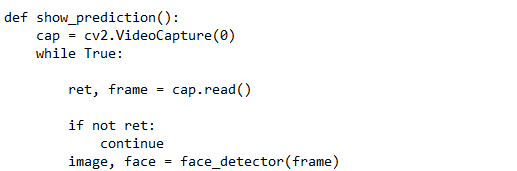 def show_prediction():
    cap = cv2.VideoCapture(0)
    while True:

        ret, frame = cap.read()

        if not ret:
            continue
        image, face = face_detector(frame)